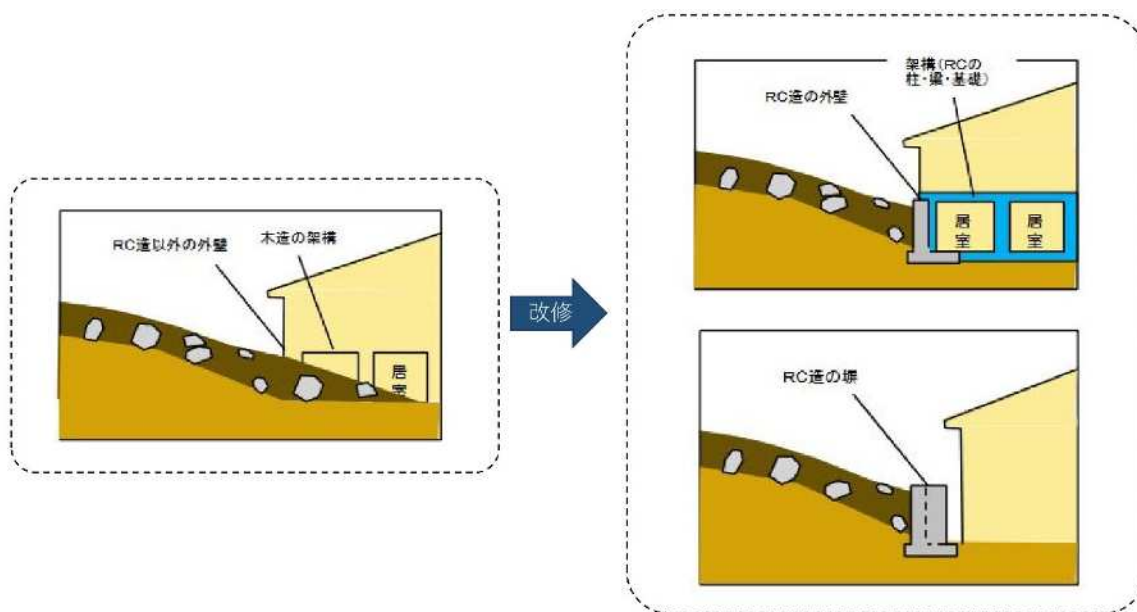 RC造以外の外壁
木造の架構
居
室
改修
架構(RCの
柱・梁・基礎)
RC造の外壁
居
室
居
室
RC造の塀